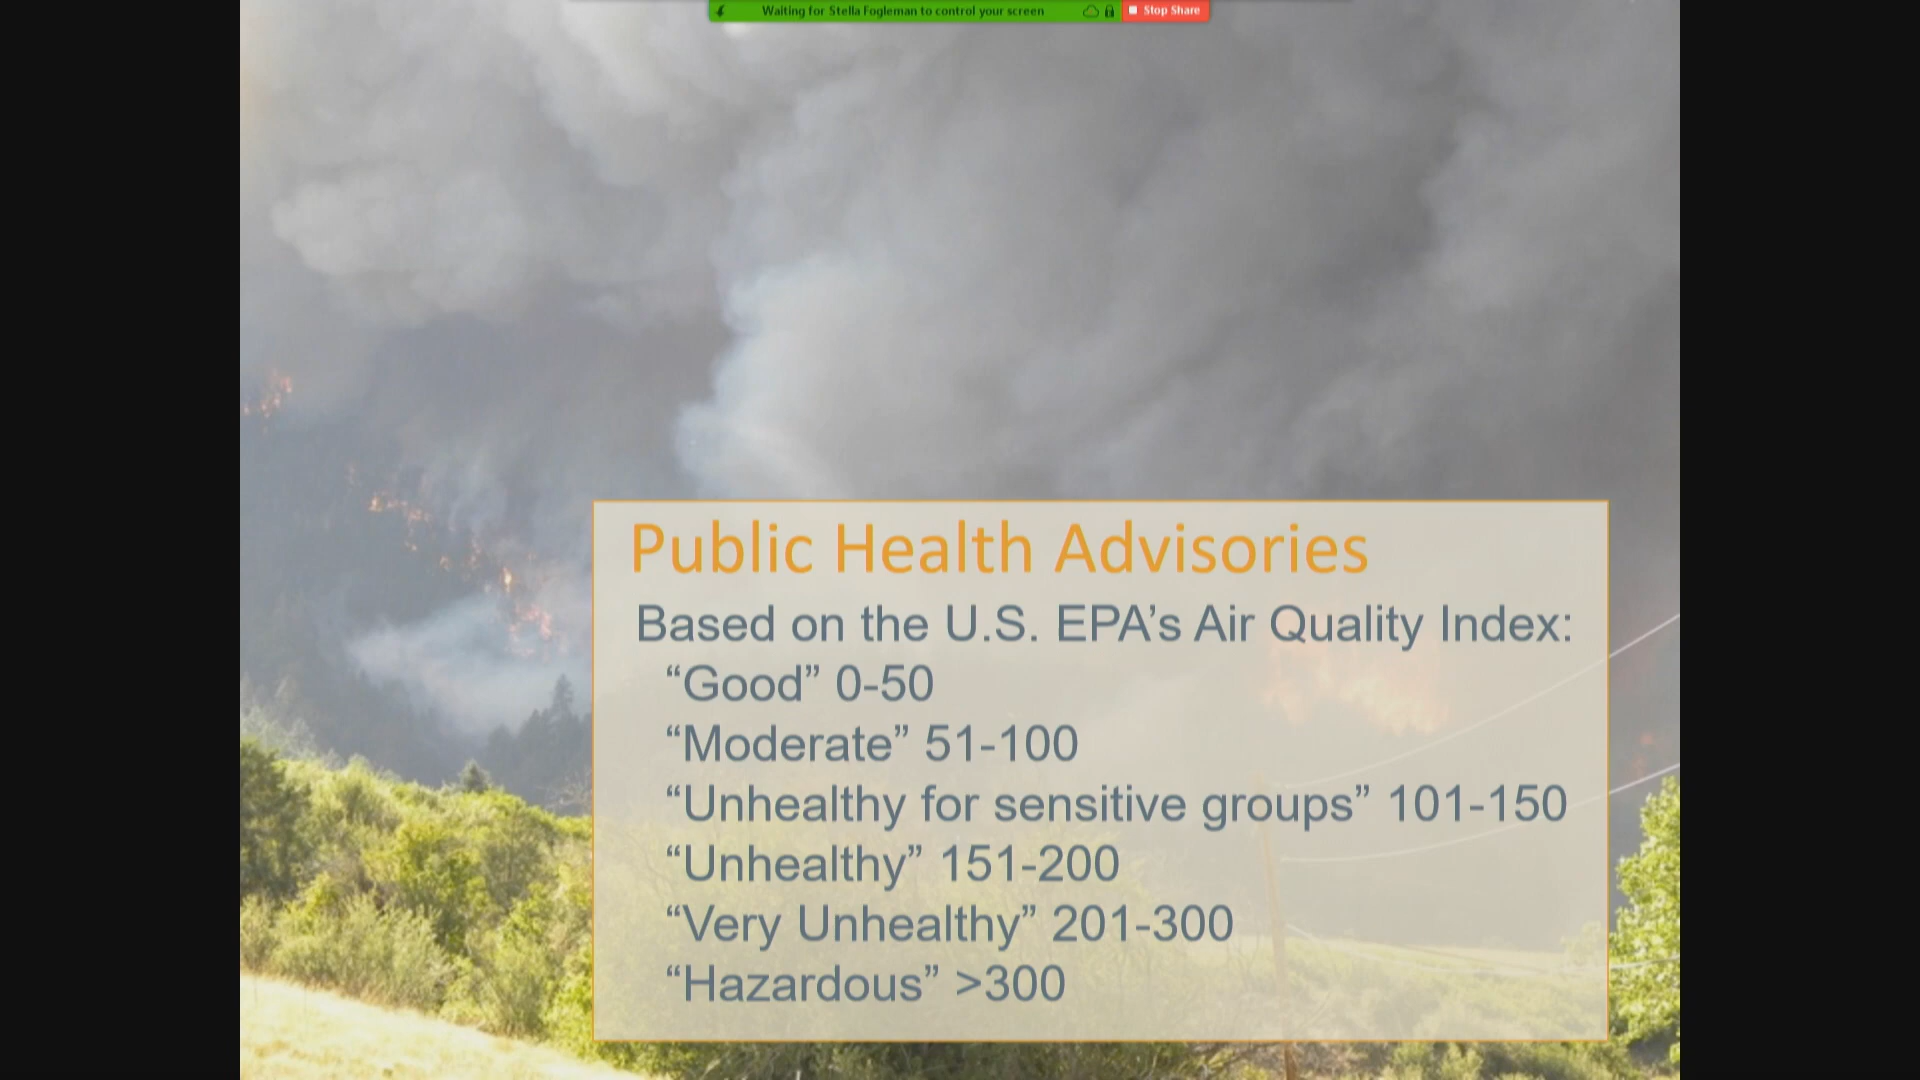 Waiting for Stella Fogleman to control your screen
Stop Share
Public Health Advisories
Based on the U.S. EPA’s Air Quality Index:
“Good” 0-50
“Moderate” 51-100
“Unhealthy for sensitive groups” 101-150
“Unhealthy” 151-200
“Very Unhealthy” 201-300
“Hazardous” >300